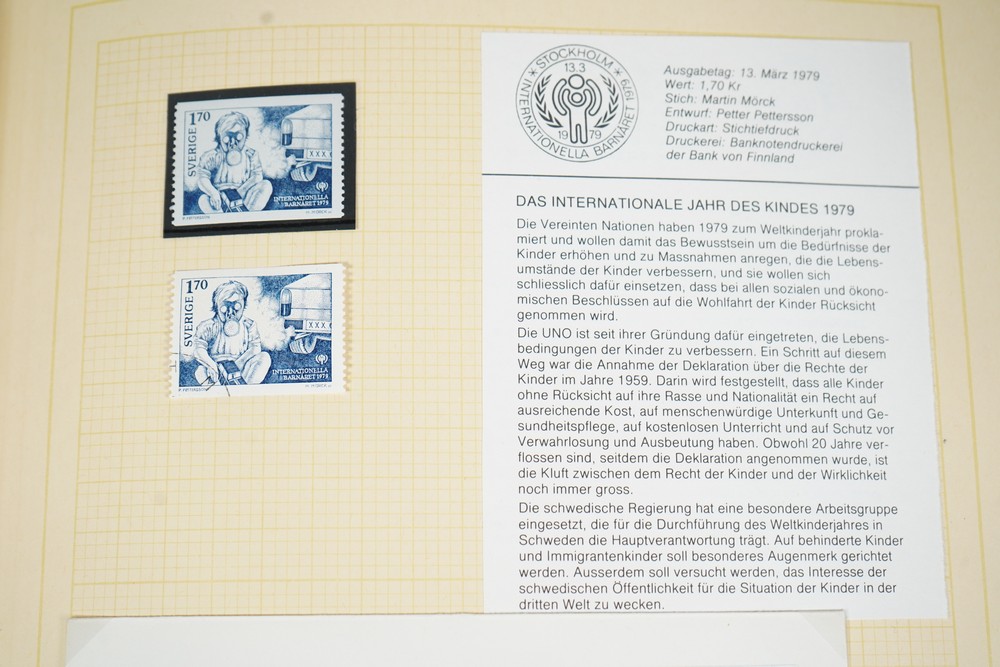 1.70
SVERIGE
XXX
INTERNATIONELLA
BARNÅRET 1979
P. PETTERSSON
M. MÖRCK sc
1.70
SVERIGE
XXX
INTERNATIONELLA
BARNÅRET 1979
P. PETTERSSON
M. MÖRCK sc
STOCKHOLM
13.3
1979
INTERNATIONELLA BARNÅRET
1979
Ausgabetag: 13. März 1979
Wert: 1,70 Kr
Stich: Martin Mörck
Entwurf: Petter Pettersson
Druckart: Stichtiefdruck
Druckerei: Banknotendruckerei
der Bank von Finnland
DAS INTERNATIONALE JAHR DES KINDES 1979
Die Vereinten Nationen haben 1979 zum Weltkinderjahr prokla-
miert und wollen damit das Bewusstsein um die Bedürfnisse der
Kinder erhöhen und zu Massnahmen anregen, die die Lebens-
umstände der Kinder verbessern, und sie wollen sich
schliesslich dafür einsetzen, dass bei allen sozialen und ökono-
mischen Beschlüssen auf die Wohlfahrt der Kinder Rücksicht
genommen wird.
Die UNO ist seit ihrer Gründung dafür eingetreten, die Lebens-
bedingungen der Kinder zu verbessern. Ein Schritt auf diesem
Weg war die Annahme der Deklaration über die Rechte der
Kinder im Jahre 1959. Darin wird festgestellt, dass alle Kinder
ohne Rücksicht auf ihre Rasse und Nationalität ein Recht auf
ausreichende Kost, auf menschenwürdige Unterkunft und Ge-
sundheitspflege, auf kostenlosen Unterricht und auf Schutz vor
Verwahrlosung und Ausbeutung haben. Obwohl 20 Jahre ver-
flossen sind, seitdem die Deklaration angenommen wurde, ist
die Kluft zwischen dem Recht der Kinder und der Wirklichkeit
noch immer gross.
Die schwedische Regierung hat eine besondere Arbeitsgruppe
eingesetzt, die für die Durchführung des Weltkinderjahres in
Schweden die Hauptverantwortung trägt. Auf behinderte Kinder
und Immigrantenkinder soll besonderes Augenmerk gerichtet
werden. Ausserdem soll versucht werden, das Interesse der
schwedischen Öffentlichkeit für die Situation der Kinder in der
dritten Welt zu wecken.